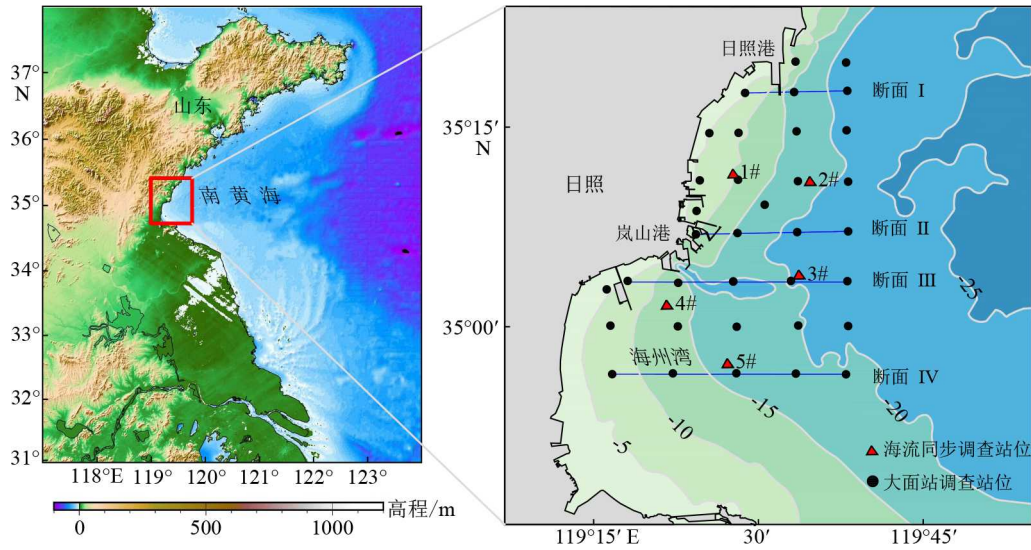 37°
N
36°
35°
34°
33°
32°
31°
118°E
119°
120°
121°
122°
123°
山东
南黄海
0
500
1000
高程/m
35°15′
N
35°00′
119°15′ E
30′
119°45′
日照港
断面 I
1#
2#
日照
岚山港
断面 II
3#
断面 III
-25
4#
海州湾
5#
断面 IV
-20
-15
-10
-5
海流同步调查站位
大面站调查站位